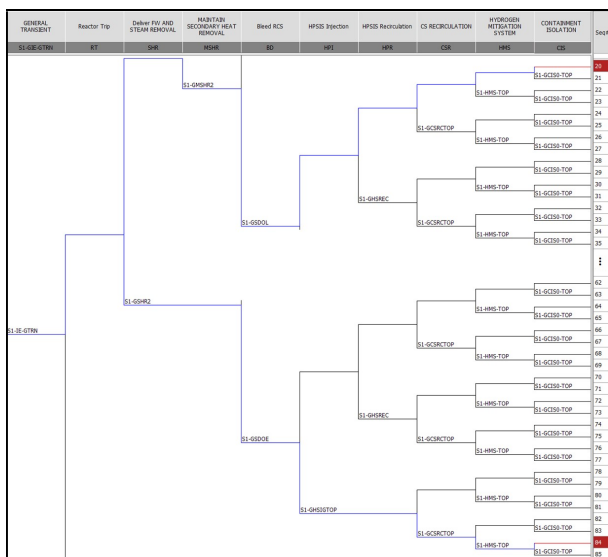 GENERAL TRANSIENT
Reactor Trip
Deliver FW AND STEAM REMOVAL
MAINTAIN SECONDARY HEAT REMOVAL
Bleed RCS
HPSIS Injection
HPSIS Recirculation
CS RECIRCULATION
HYDROGEN MITIGATION SYSTEM
CONTAINMENT ISOLATION
Seq#
S1-GIE-GTRN RT SHR MSHR BD HPI HPR CSR HMS CIS
20
S1-GCIS0-TOP 21
S1-GMSHR2
22
S1-HMS-TOP
S1-GCIS0-TOP 23
24
S1-GCIS0-TOP 25
S1-GCSRCTOP
26
S1-HMS-TOP
S1-GCIS0-TOP 27
28
S1-GCIS0-TOP 29
30
S1-HMS-TOP
S1-GCIS0-TOP 31
S1-GHSREC
32
S1-GCIS0-TOP 33
S1-GSDOL S1-GCSRCTOP
34
S1-HMS-TOP
S1-GCIS0-TOP 35
62
S1-GCIS0-TOP 63
S1-GSHR2
S1-HMS-TOP
64
S1-GCIS0-TOP 65
66
S1-IE-GTRN
S1-GCIS0-TOP 67
S1-GCSRCTOP
68
S1-HMS-TOP
S1-GCIS0-TOP 69
70
S1-GCIS0-TOP 71
72
S1-HMS-TOP
S1-GCIS0-TOP 73
S1-GHSREC
74
S1-GCIS0-TOP 75
S1-GSDOE S1-GCSRCTOP
76
S1-HMS-TOP
S1-GCIS0-TOP 77
78
S1-GCIS0-TOP 79
80
S1-HMS-TOP
S1-GCIS0-TOP 81
S1-GHSIGTOP
82
S1-GCIS0-TOP 83
S1-GCSRCTOP
84
S1-HMS-TOP
S1-GCIS0-TOP 85